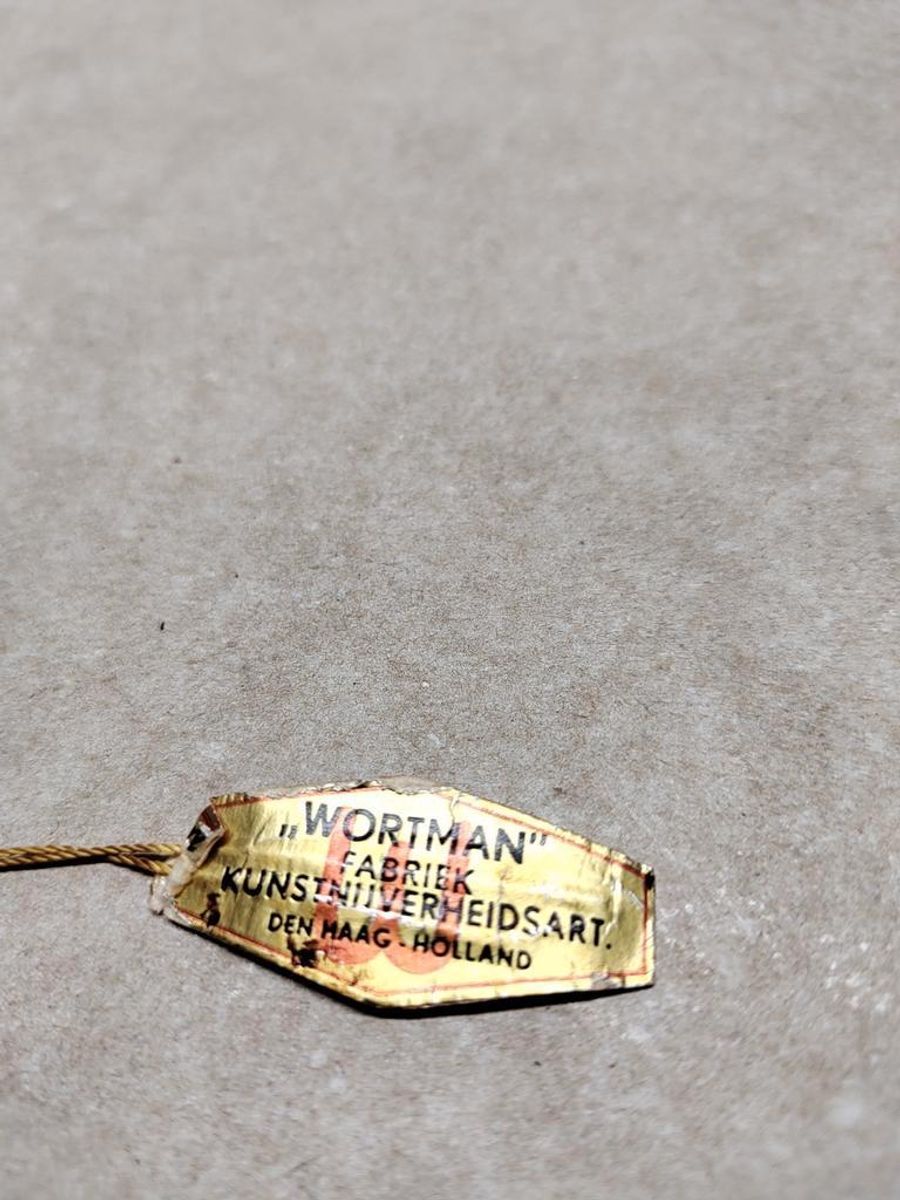 „WORTMAN"
FABRIEK
KUNSTNIJVERHEIDSART.
DEN HAAG - HOLLAND